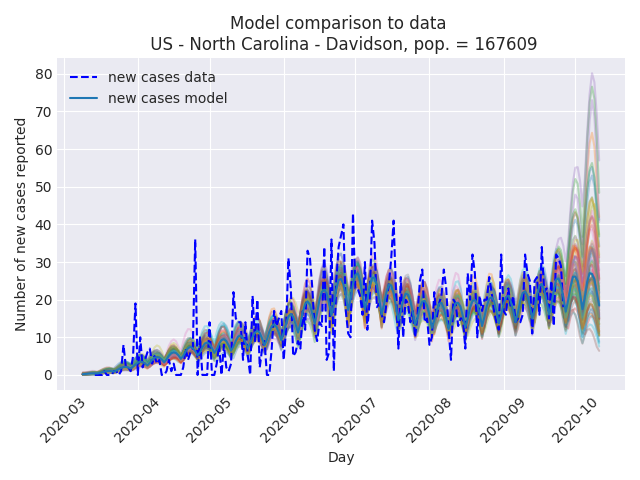 Model comparison to data
US - North Carolina - Davidson, pop. = 167609
new cases data
new cases model
Number of new cases reported
80
70
60
50
40
30
20
10
0
2020-03
2020-04
2020-05
2020-06
2020-07
2020-08
2020-09
2020-10
Day